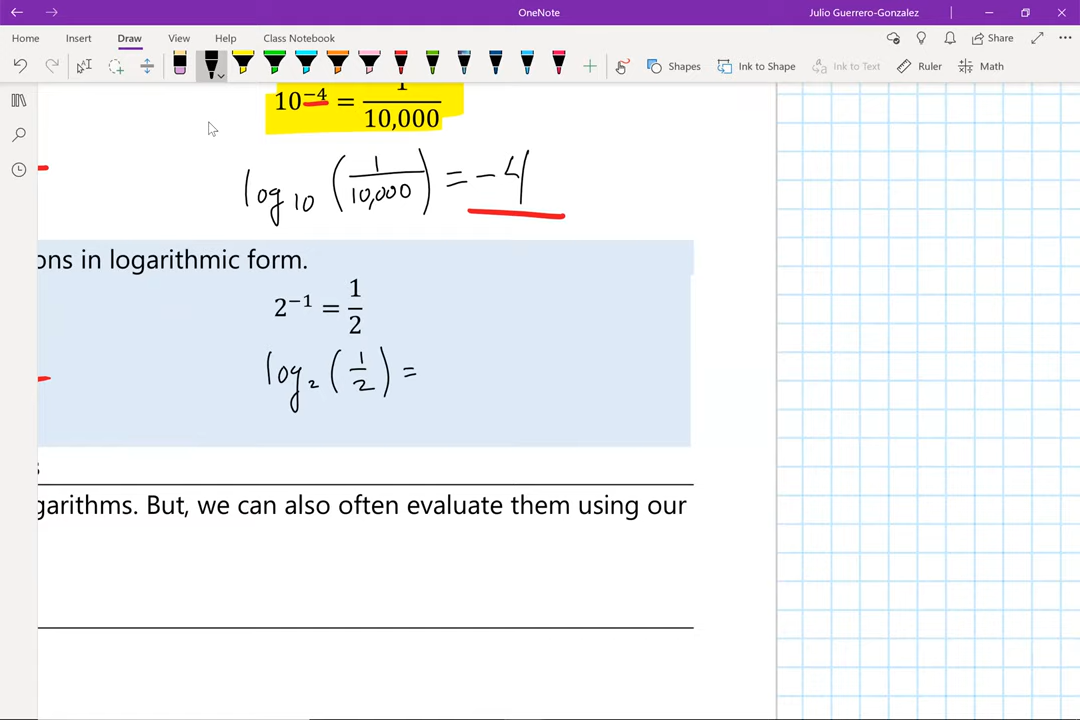 OneNote
Julio Guerrero-Gonzalez
Home Insert Draw View Help Class Notebook
Share
Shapes Ink to Shape Ink to Text Ruler Math
10⁻⁴ = 1/10,000
log₁₀ (1/10,000) = -4
ons in logarithmic form.
2⁻¹ = 1/2
log₂ (1/2) =
s
garithms. But, we can also often evaluate them using our